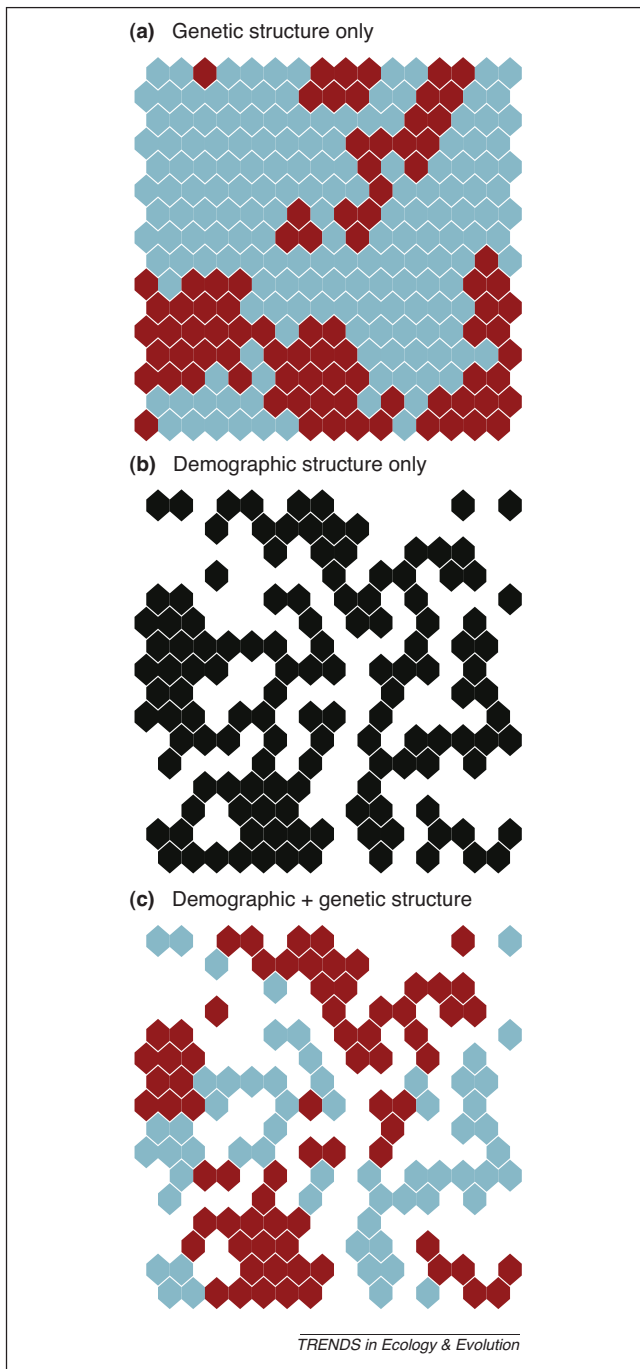 (a) Genetic structure only
(b) Demographic structure only
(c) Demographic + genetic structure
TRENDS in Ecology & Evolution